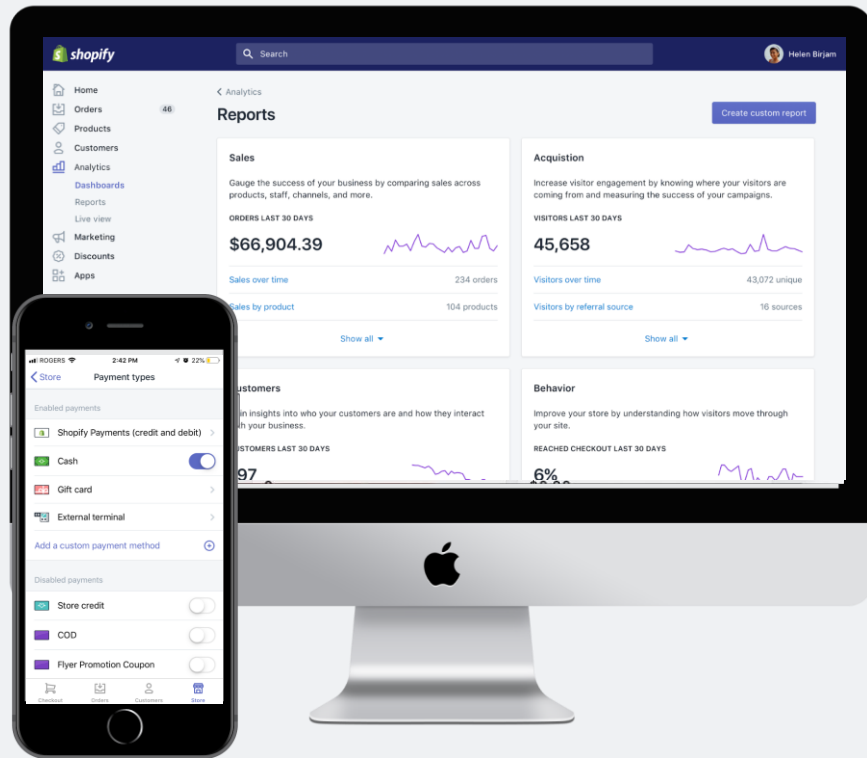 shopify
Search
Helen Birjam
Home
Orders 46
Products
Customers
Analytics
Dashboards
Reports
Live view
Marketing
Discounts
Apps
Analytics
Reports
Create custom report
Sales
Gauge the success of your business by comparing sales across
products, staff, channels, and more.
ORDERS LAST 30 DAYS
$66,904.39
Sales over time 234 orders
Sales by product 104 products
Show all
Acquistion
Increase visitor engagement by knowing where your visitors are
coming from and measuring the success of your campaigns.
VISITORS LAST 30 DAYS
45,658
Visitors over time 43,072 unique
Visitors by referral source 16 sources
Show all
ustomers
in insights into who your customers are and how they interact
h your business.
USTOMERS LAST 30 DAYS
97
Behavior
Improve your store by understanding how visitors move through
your site.
REACHED CHECKOUT LAST 30 DAYS
6%
ROGERS 2:42 PM 22%
Store Payment types
Enabled payments
Shopify Payments (credit and debit)
Cash
Gift card
External terminal
Add a custom payment method
Disabled payments
Store credit
COD
Flyer Promotion Coupon
Checkout Orders Customers Store